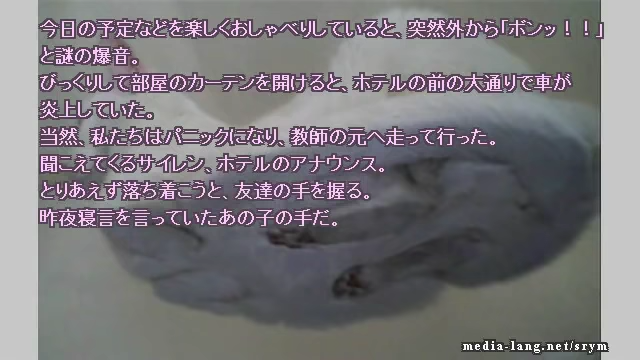 今日の予定などを楽しくおしゃべりしていると、突然外から「ボンッ！！」
と謎の爆音。
びっくりして部屋のカーテンを開けると、ホテルの前の大通りで車が
炎上していた。
当然、私たちはパニックになり、教師の元へ走って行った。
聞こえてくるサイレン、ホテルのアナウンス。
とりあえず落ち着こうと、友達の手を握る。
昨夜寝言を言っていたあの子の手だ。
media-lang.net/srym